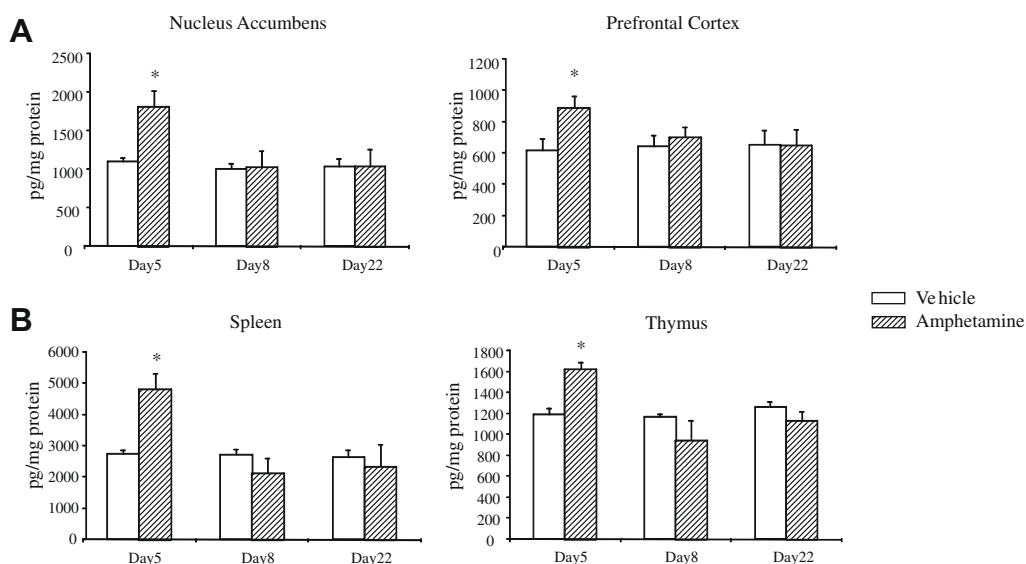 A
Nucleus Accumbens
pg/mg protein
2500
2000
1500
1000
500
0
*
Day5 Day8 Day22
Prefrontal Cortex
pg/mg protein
1200
1000
800
600
400
200
0
*
Day5 Day8 Day22
Vehicle
Amphetamine
B
Spleen
pg/mg protein
6000
5000
4000
3000
2000
1000
0
*
Day5 Day8 Day22
Thymus
pg/mg protein
1800
1600
1400
1200
1000
800
600
400
200
0
*
Day5 Day8 Day22